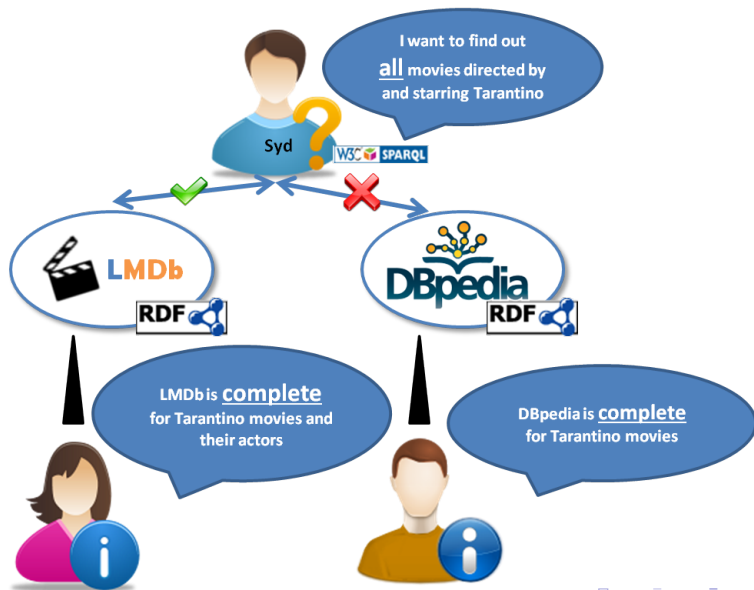 I want to find out
all movies directed by
and starring Tarantino
Syd
W3C SPARQL
LMDb
DBpedia
RDF
RDF
LMDb is complete
for Tarantino movies and
their actors
DBpedia is complete
for Tarantino movies
i
i